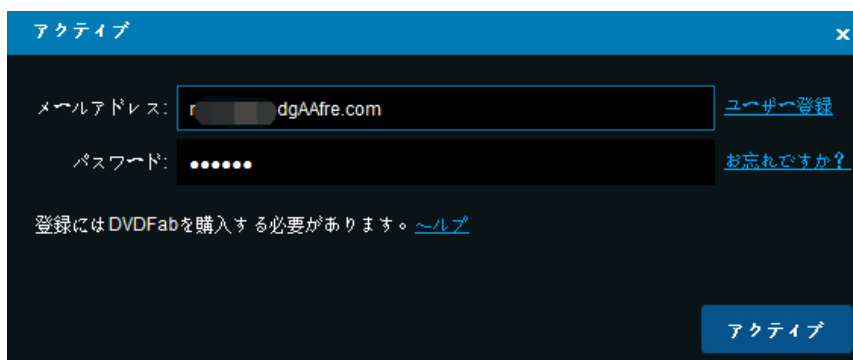 アクティブ x
メールアドレス: r dgAAfre.com ユーザー登録
パスワード: •••••• お忘れですか?
登録にはDVDFabを購入する必要があります。ヘルプ
アクティブ